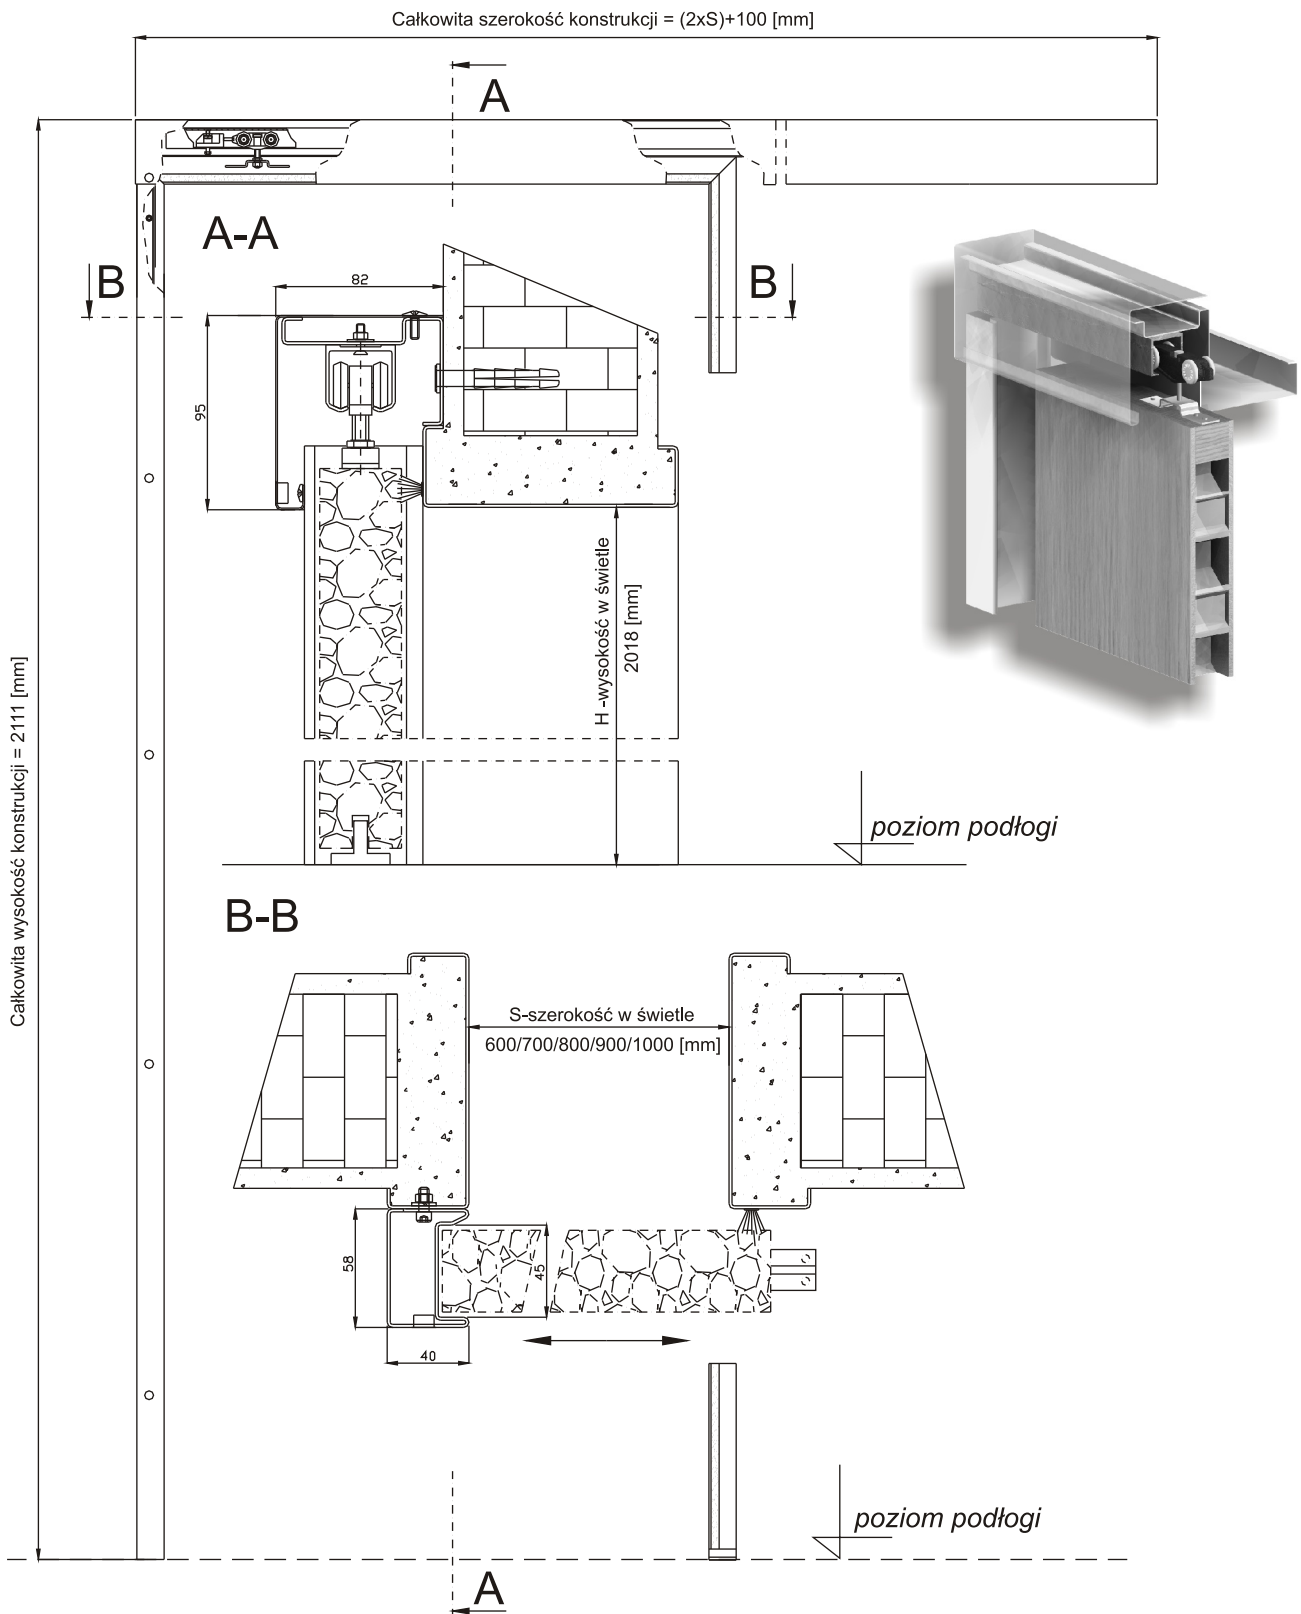 Całkowita szerokość konstrukcji = (2xS)+100 [mm]
A
A-A
B
B
82
95
H -wysokość w świetle
2018 [mm]
Całkowita wysokość konstrukcji = 2111 [mm]
poziom podłogi
B-B
S-szerokość w świetle
600/700/800/900/1000 [mm]
58
45
40
poziom podłogi
A